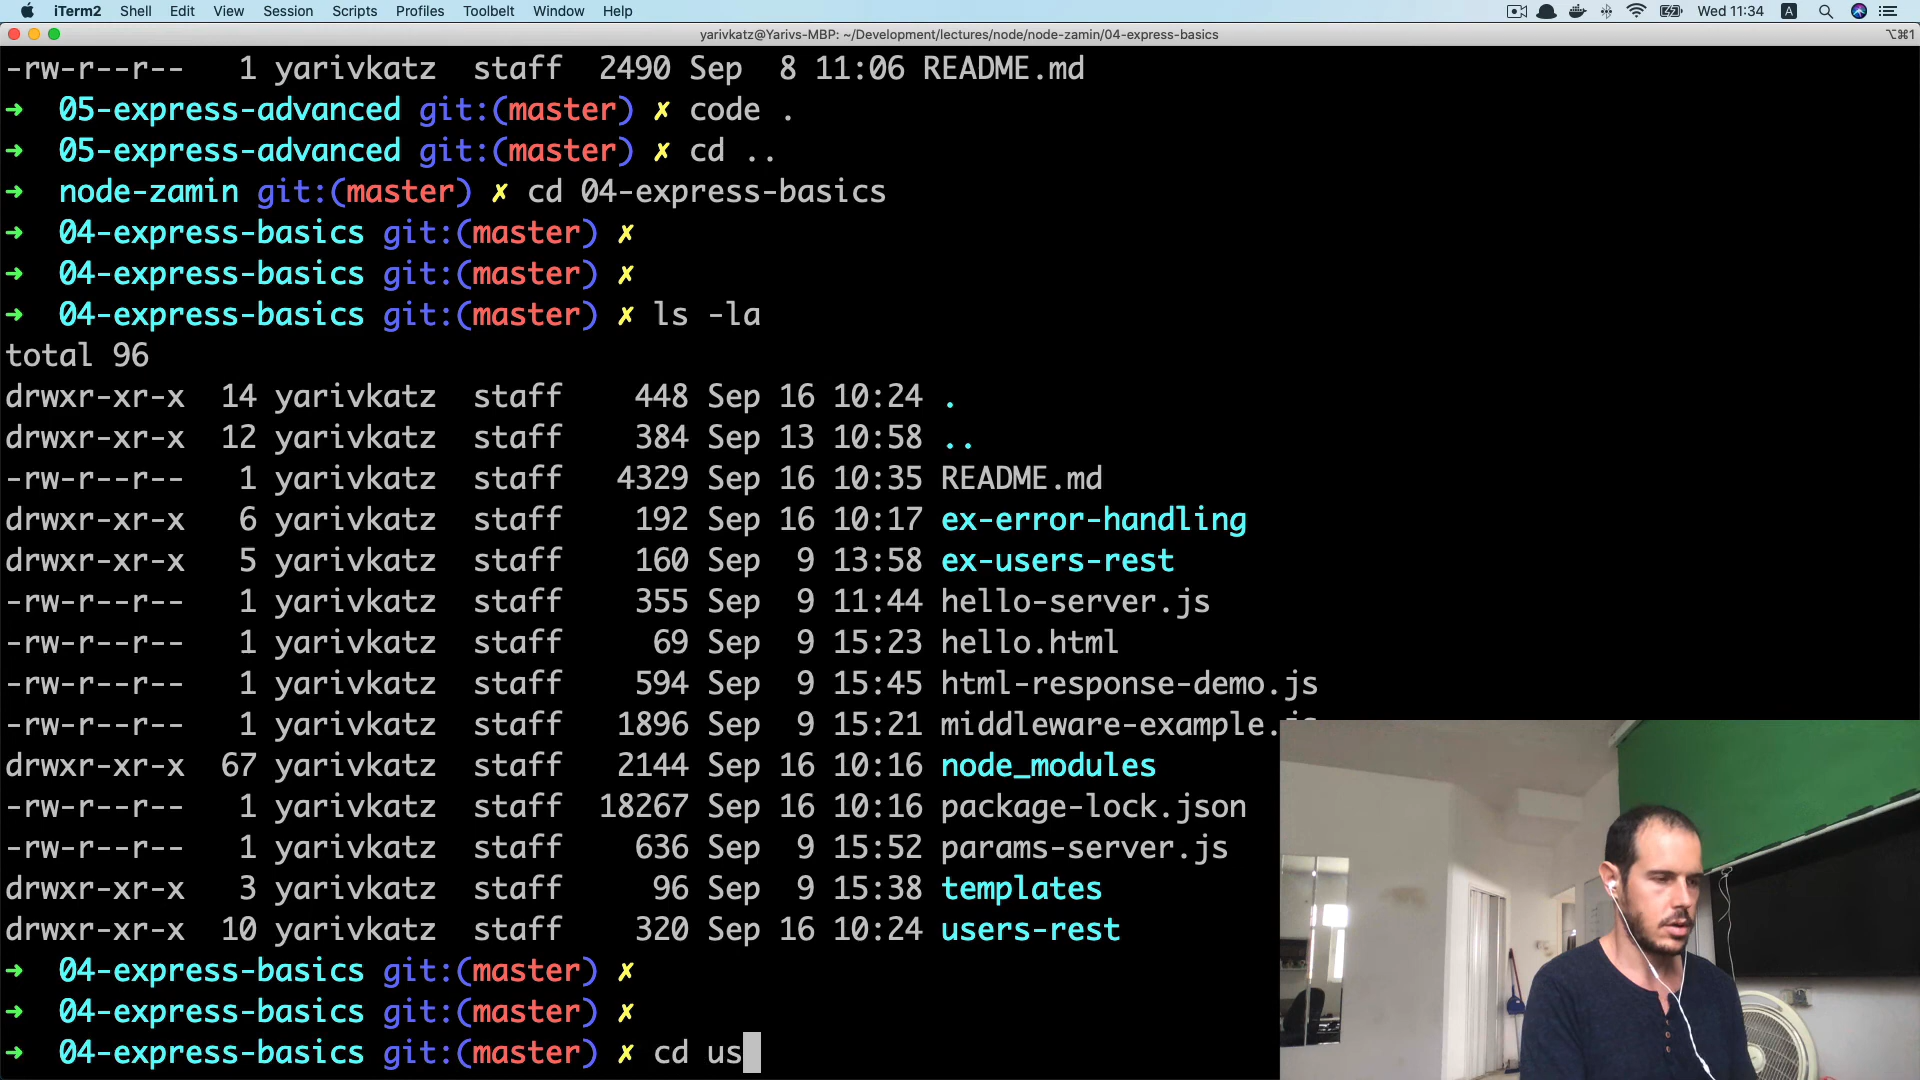 iTerm2 Shell Edit View Session Scripts Profiles Toolbelt Window Help Wed 11:34 A
yarivkatz@Yarivs-MBP: ~/Development/lectures/node/node-zamin/04-express-basics ⌥⌘1
-rw-r--r-- 1 yarivkatz staff 2490 Sep 8 11:06 README.md
➜ 05-express-advanced git:(master) ✗ code .
➜ 05-express-advanced git:(master) ✗ cd ..
➜ node-zamin git:(master) ✗ cd 04-express-basics
➜ 04-express-basics git:(master) ✗
➜ 04-express-basics git:(master) ✗
➜ 04-express-basics git:(master) ✗ ls -la
total 96
drwxr-xr-x 14 yarivkatz staff 448 Sep 16 10:24 .
drwxr-xr-x 12 yarivkatz staff 384 Sep 13 10:58 ..
-rw-r--r-- 1 yarivkatz staff 4329 Sep 16 10:35 README.md
drwxr-xr-x 6 yarivkatz staff 192 Sep 16 10:17 ex-error-handling
drwxr-xr-x 5 yarivkatz staff 160 Sep 9 13:58 ex-users-rest
-rw-r--r-- 1 yarivkatz staff 355 Sep 9 11:44 hello-server.js
-rw-r--r-- 1 yarivkatz staff 69 Sep 9 15:23 hello.html
-rw-r--r-- 1 yarivkatz staff 594 Sep 9 15:45 html-response-demo.js
-rw-r--r-- 1 yarivkatz staff 1896 Sep 9 15:21 middleware-example.js
drwxr-xr-x 67 yarivkatz staff 2144 Sep 16 10:16 node_modules
-rw-r--r-- 1 yarivkatz staff 18267 Sep 16 10:16 package-lock.json
-rw-r--r-- 1 yarivkatz staff 636 Sep 9 15:52 params-server.js
drwxr-xr-x 3 yarivkatz staff 96 Sep 9 15:38 templates
drwxr-xr-x 10 yarivkatz staff 320 Sep 16 10:24 users-rest
➜ 04-express-basics git:(master) ✗
➜ 04-express-basics git:(master) ✗
➜ 04-express-basics git:(master) ✗ cd us